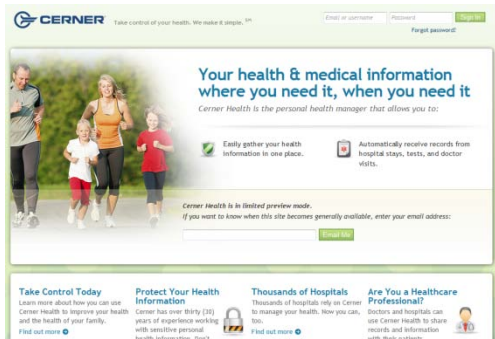 CERNER Take control of your health. We make it simple. SM
Email or username Password Sign In
Forgot password?
Your health & medical information
where you need it, when you need it
Cerner Health is the personal health manager that allows you to:
Easily gather your health
information in one place.
Automatically receive records from
hospital stays, tests, and doctor
visits.
Cerner Health is in limited preview mode.
If you want to know when this site becomes generally available, enter your email address:
Email Me
Take Control Today
Learn more about how you can use
Cerner Health to improve your health
and the health of your family.
Find out more
Protect Your Health
Information
Cerner has over thirty (30)
years of experience working
with sensitive personal
health information. Don't
Thousands of Hospitals
Thousands of hospitals rely on Cerner
to manage your health. Now you can,
too.
Find out more
Are You a Healthcare
Professional?
Doctors and hospitals can
use Cerner Health to share
records and information
with their patients